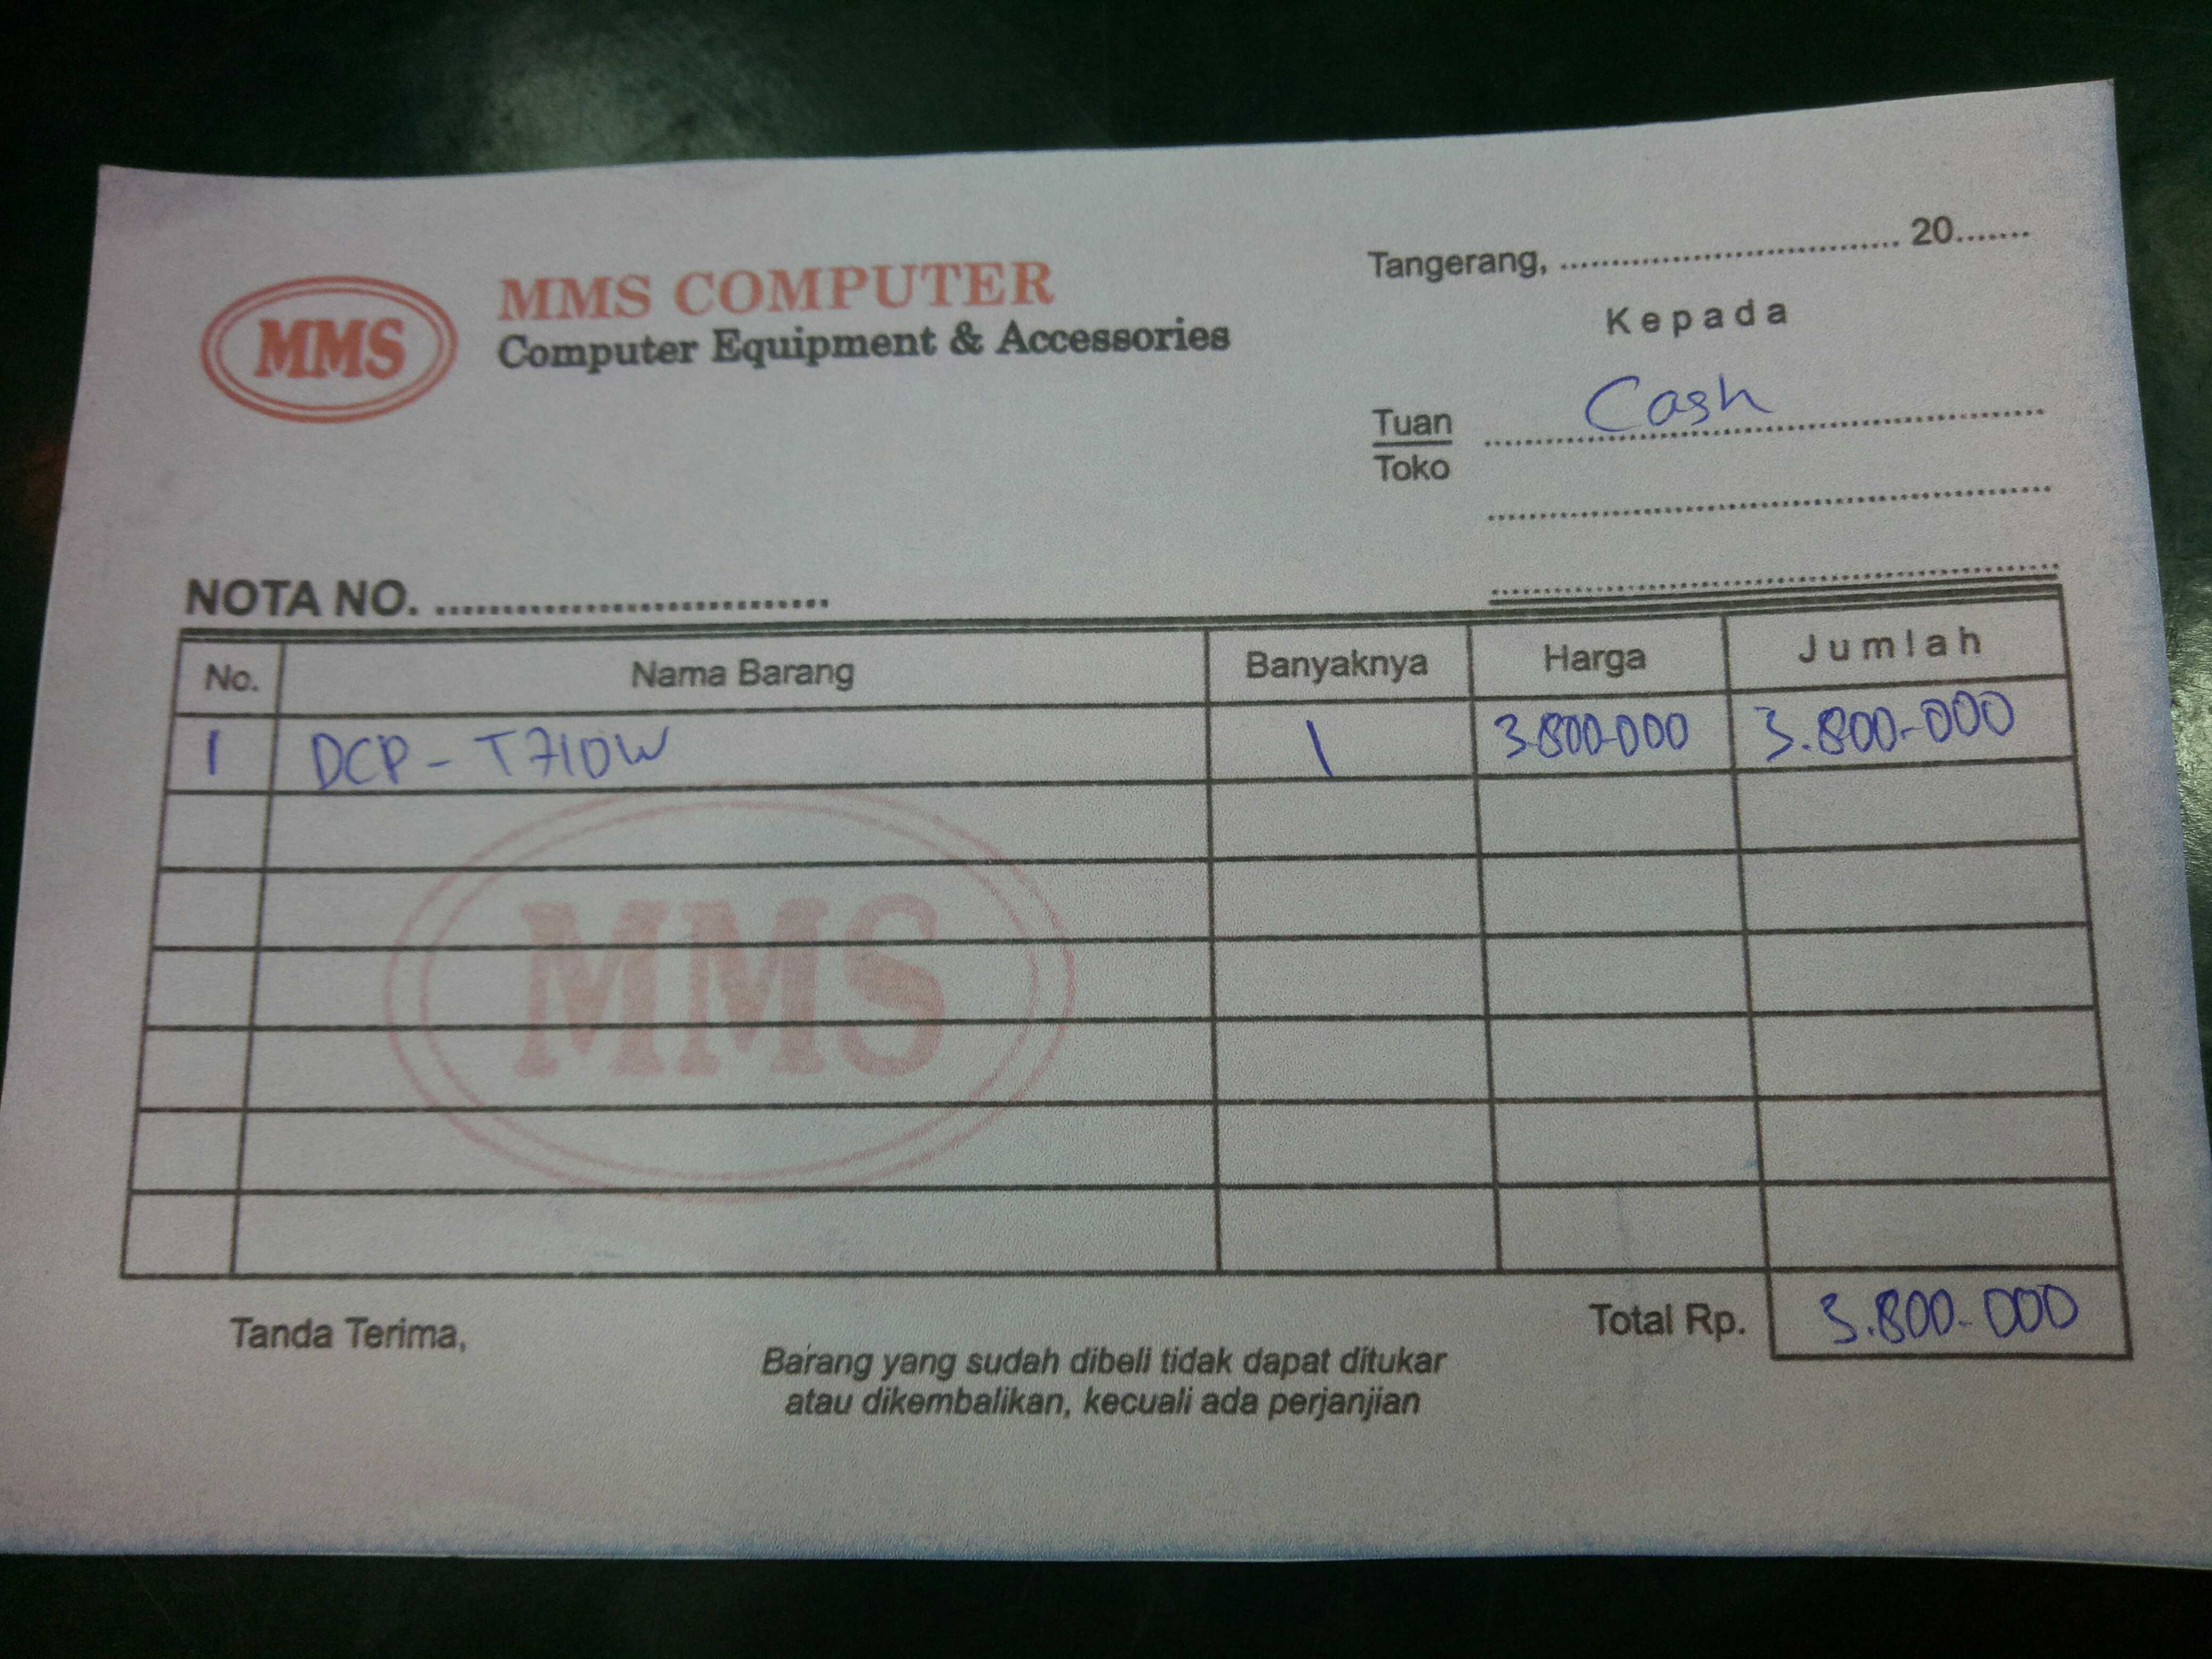 MMS
MMS COMPUTER
Computer Equipment & Accessories
Tangerang, .................................... 20.......
Kepada
Tuan Cash
Toko
NOTA NO. ..............................
No. Nama Barang Banyaknya Harga Jumlah
1 DCP - T710W 1 3.800.000 3.800.000
MMS
Tanda Terima,
Total Rp. 3.800.000
Barang yang sudah dibeli tidak dapat ditukar
atau dikembalikan, kecuali ada perjanjian